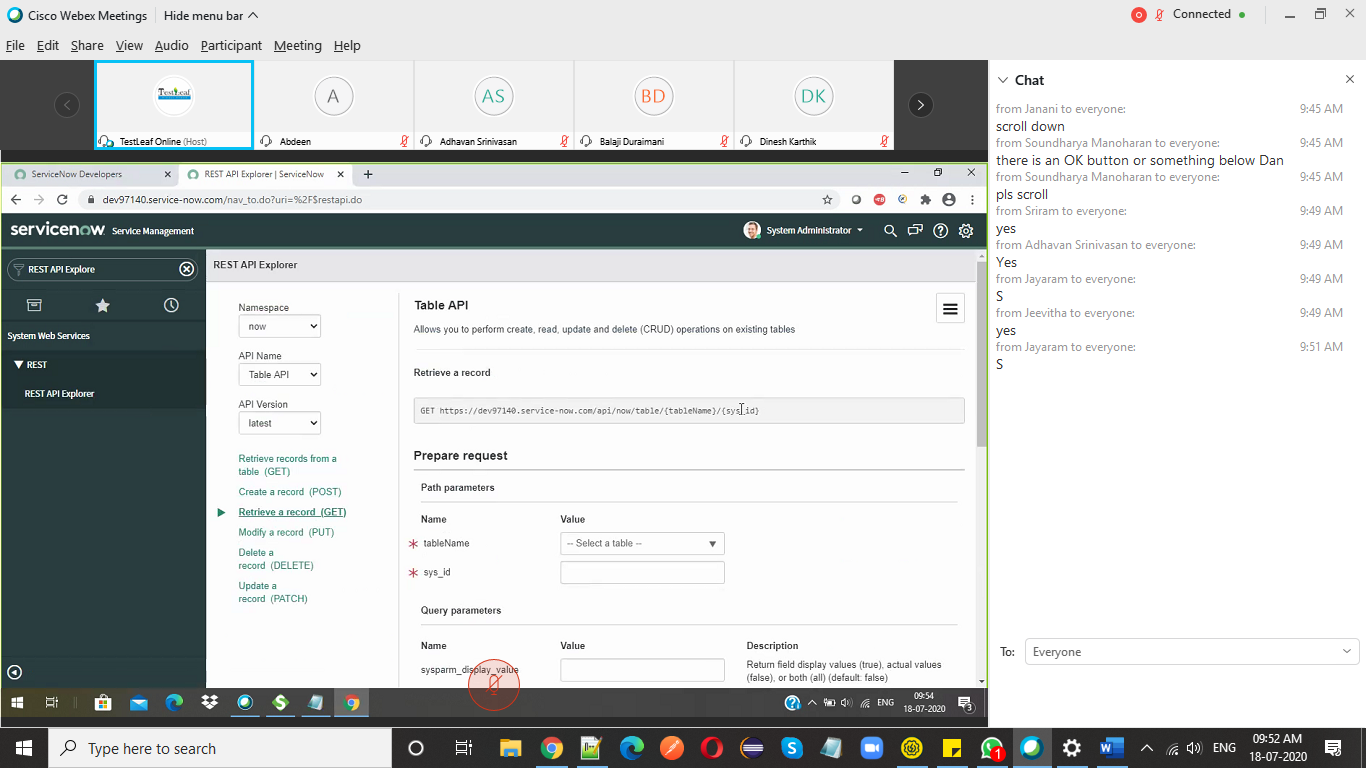 Cisco Webex Meetings
Hide menu bar
Connected
File Edit Share View Audio Participant Meeting Help
TestLeaf
TestLeaf Online (Host)
A
Abdeen
AS
Adhavan Srinivasan
BD
Balaji Duraimani
DK
Dinesh Karthik
ServiceNow Developers
REST API Explorer | ServiceNow
dev97140.service-now.com/nav_to.do?uri=%2F$restapi.do
servicenow Service Management
System Administrator
REST API Explore
System Web Services
REST
REST API Explorer
REST API Explorer
Namespace
now
API Name
Table API
API Version
latest
Retrieve records from a
table (GET)
Create a record (POST)
Retrieve a record (GET)
Modify a record (PUT)
Delete a
record (DELETE)
Update a
record (PATCH)
Table API
Allows you to perform create, read, update and delete (CRUD) operations on existing tables
Retrieve a record
GET https://dev97140.service-now.com/api/now/table/{tableName}/{sys_id}
Prepare request
Path parameters
Name Value
tableName -- Select a table --
sys_id
Query parameters
Name Value Description
sysparm_display_value Return field display values (true), actual values
(false), or both (all) (default: false)
ENG
09:54
18-07-2020
3
Chat
from Janani to everyone: 9:45 AM
scroll down
from Soundharya Manoharan to everyone: 9:45 AM
there is an OK button or something below Dan
from Soundharya Manoharan to everyone: 9:45 AM
pls scroll
from Sriram to everyone: 9:49 AM
yes
from Adhavan Srinivasan to everyone: 9:49 AM
Yes
from Jayaram to everyone: 9:49 AM
S
from Jeevitha to everyone: 9:49 AM
yes
from Jayaram to everyone: 9:51 AM
S
To: Everyone
Type here to search
1
ENG
09:52 AM
18-07-2020